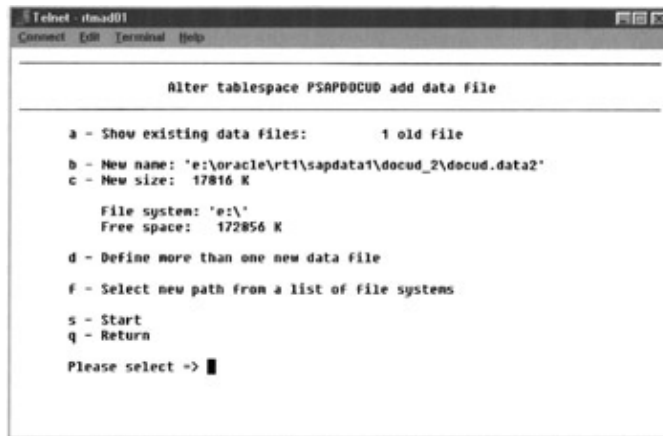 Telnet - rtmad01
Connect Edit Terminal Help
Alter tablespace PSAPDOCUD add data file
a - Show existing data files: 1 old file
b - New name: 'e:\oracle\rt1\sapdata1\docud_2\docud.data2'
c - New size: 17816 K
File system: 'e:\'
Free space: 172856 K
d - Define more than one new data file
f - Select new path from a list of file systems
s - Start
q - Return
Please select ->